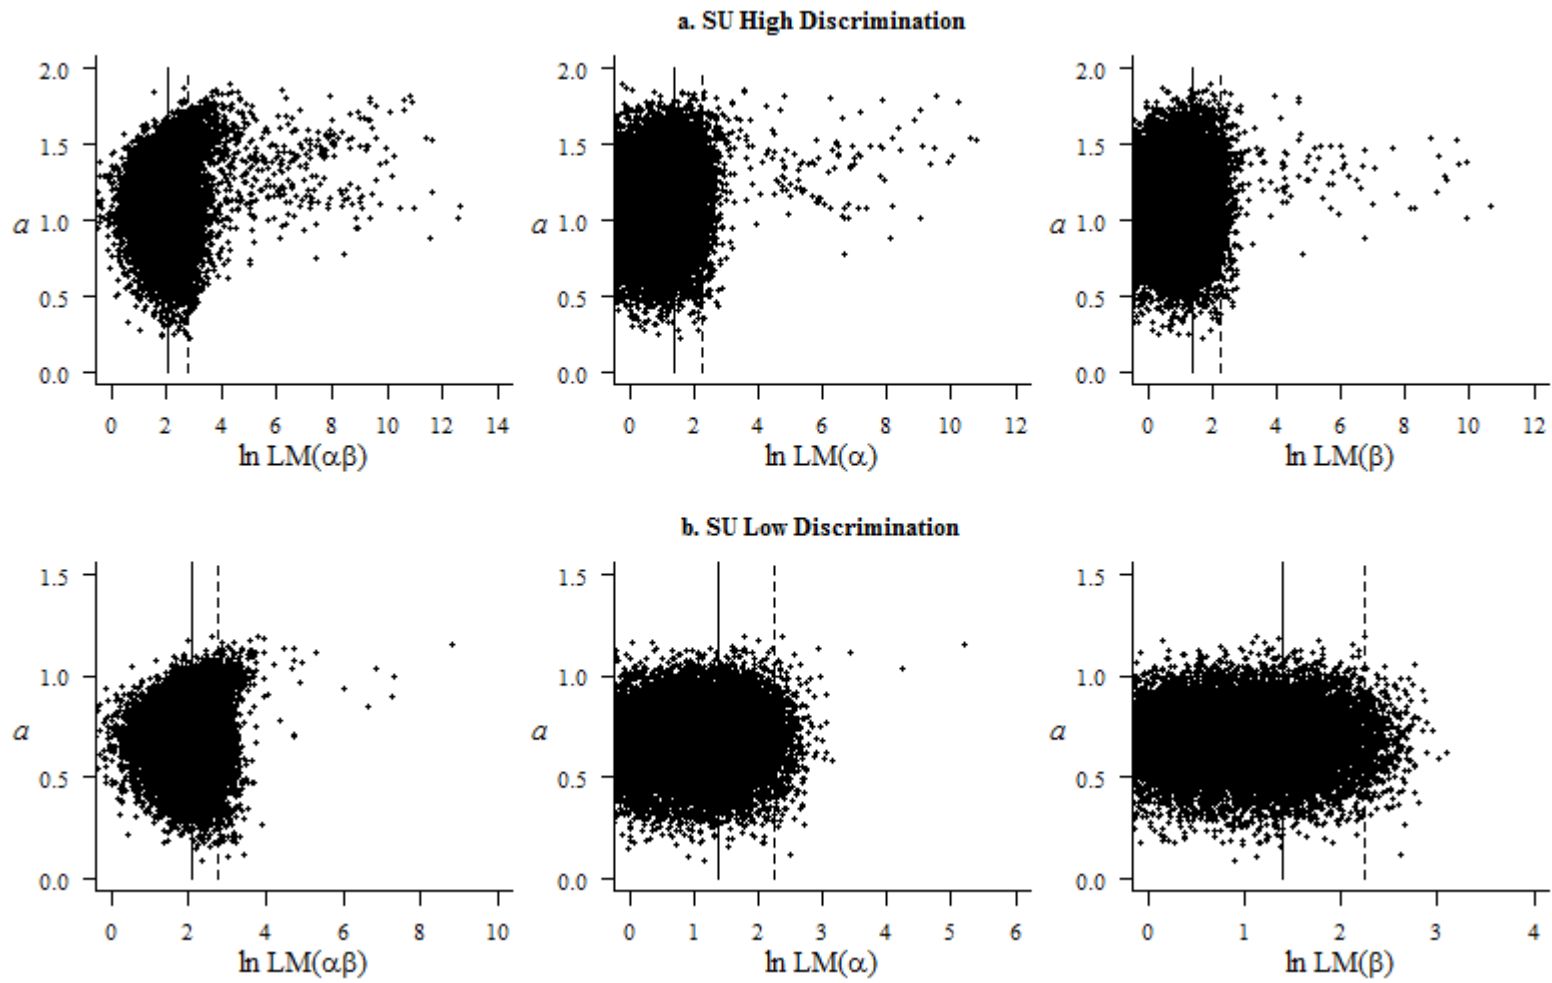 a. SU High Discrimination
2.0 2.0 2.0
1.5 1.5 1.5
a 1.0 a 1.0 a 1.0
0.5 0.5 0.5
0.0 0.0 0.0
0 2 4 6 8 10 12 14 0 2 4 6 8 10 12 0 2 4 6 8 10 12
ln LM(αβ) ln LM(α) ln LM(β)
b. SU Low Discrimination
1.5 1.5 1.5
1.0 1.0 1.0
a a a
0.5 0.5 0.5
0.0 0.0 0.0
0 2 4 6 8 10 0 1 2 3 4 5 6 0 1 2 3 4
ln LM(αβ) ln LM(α) ln LM(β)